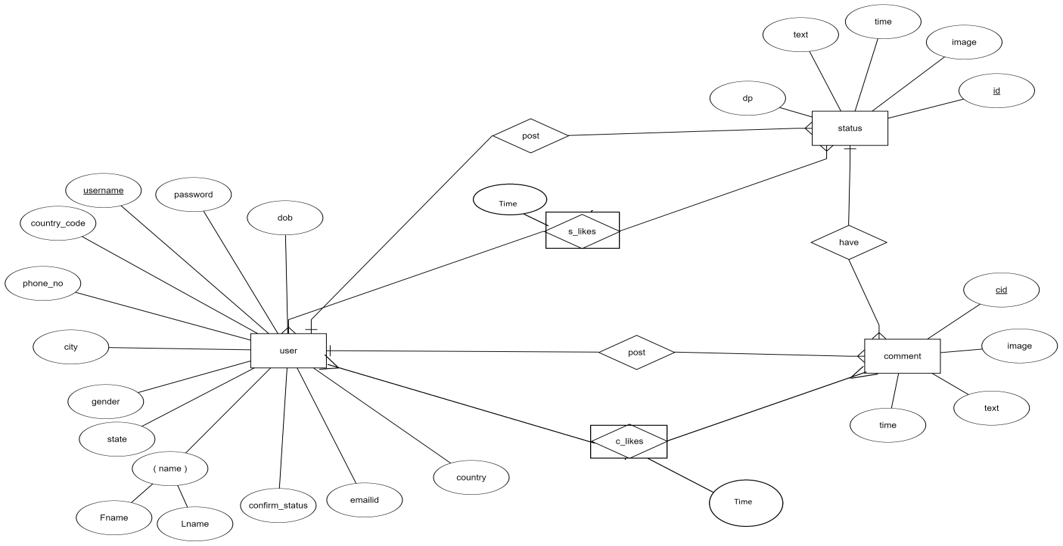 time
text
image
id
dp
status
post
username
password
Time
dob
country_code
s_likes
have
phone_no
cid
city
user
post
comment
image
gender
text
state
time
c_likes
( name )
country
emailid
confirm_status
Time
Fname
Lname